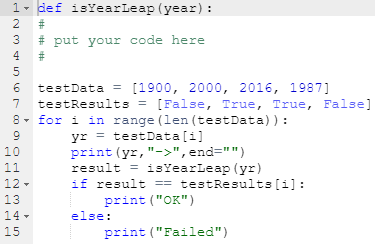 1 def isYearLeap(year):
2 #
3 # put your code here
4 #
5
6 testData = [1900, 2000, 2016, 1987]
7 testResults = [False, True, True, False]
8 for i in range(len(testData)):
9     yr = testData[i]
10     print(yr,"->",end="")
11     result = isYearLeap(yr)
12     if result == testResults[i]:
13         print("OK")
14     else:
15         print("Failed")